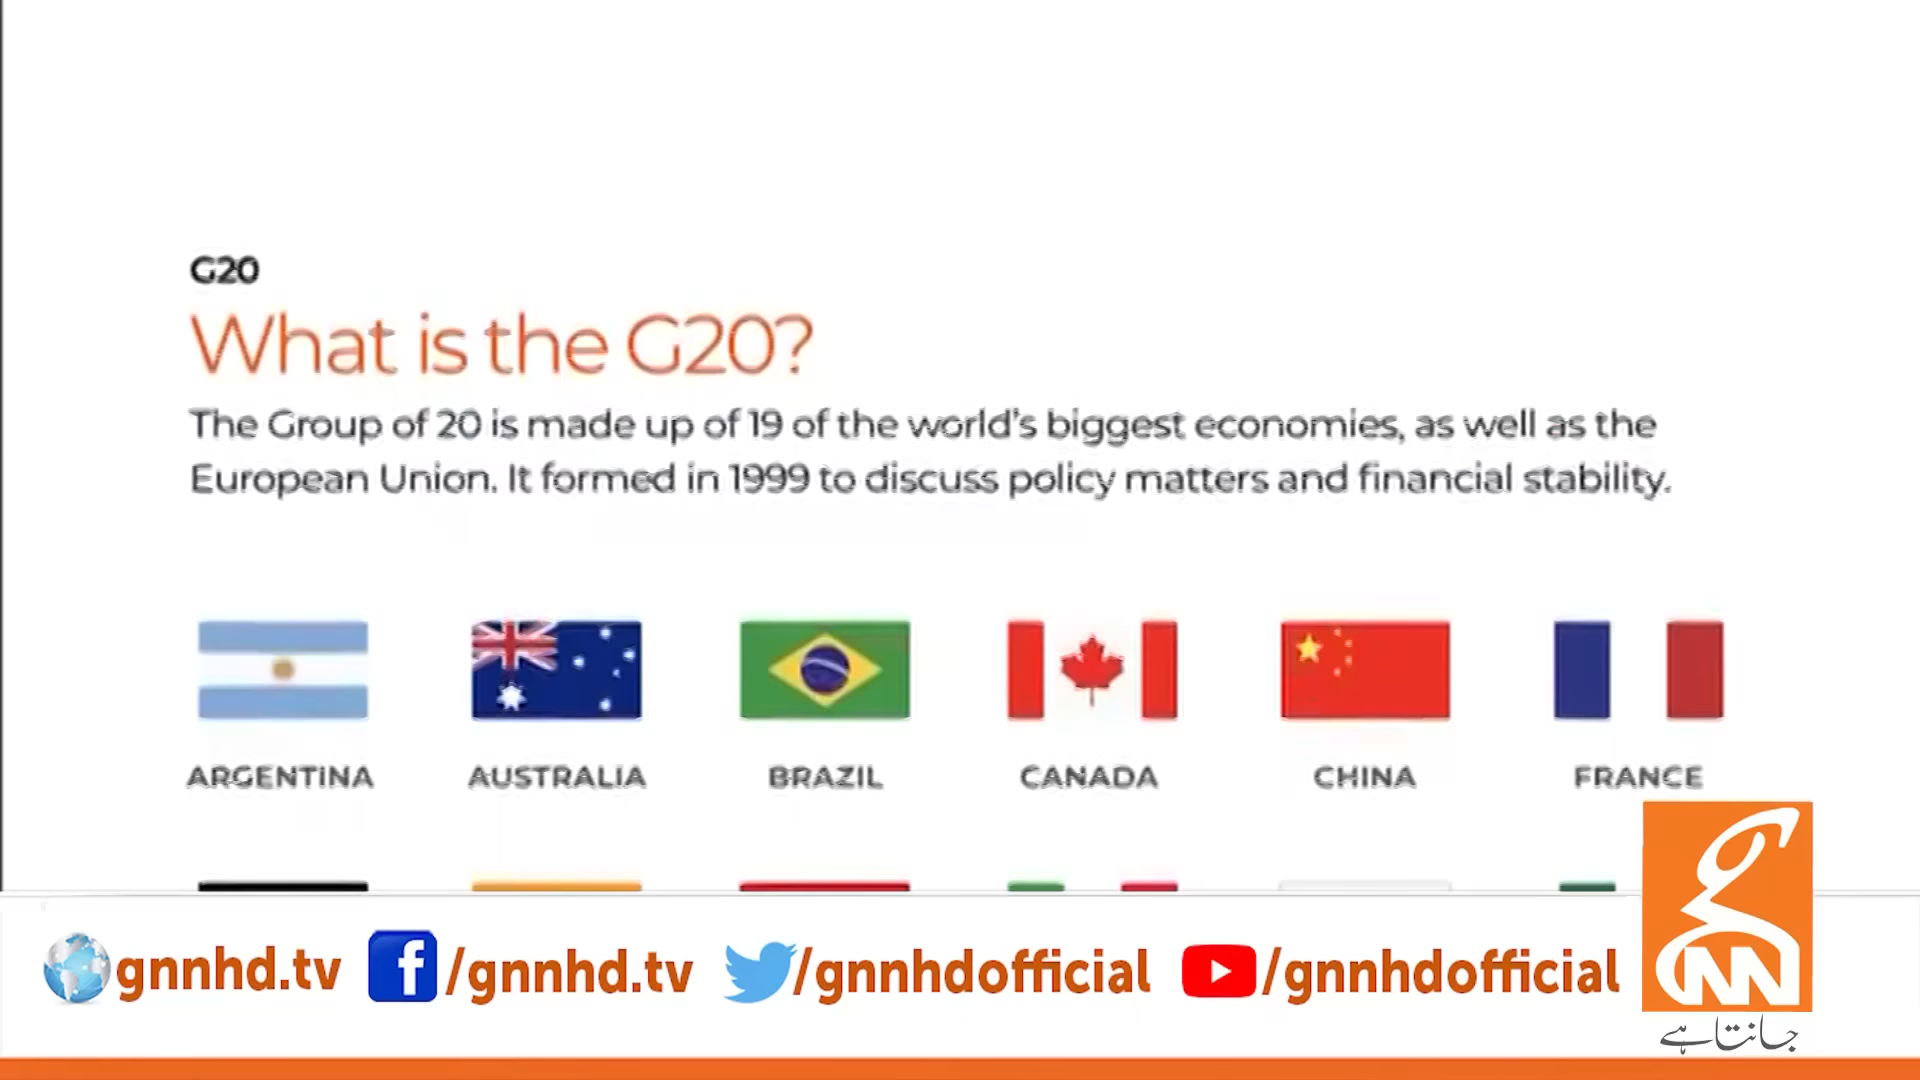 G20
What is the G20?
The Group of 20 is made up of 19 of the world's biggest economies, as well as the
European Union. It formed in 1999 to discuss policy matters and financial stability.
ARGENTINA AUSTRALIA BRAZIL CANADA CHINA FRANCE
gnnhd.tv /gnnhd.tv /gnnhdofficial /gnnhdofficial
GNN
جانتا ہے